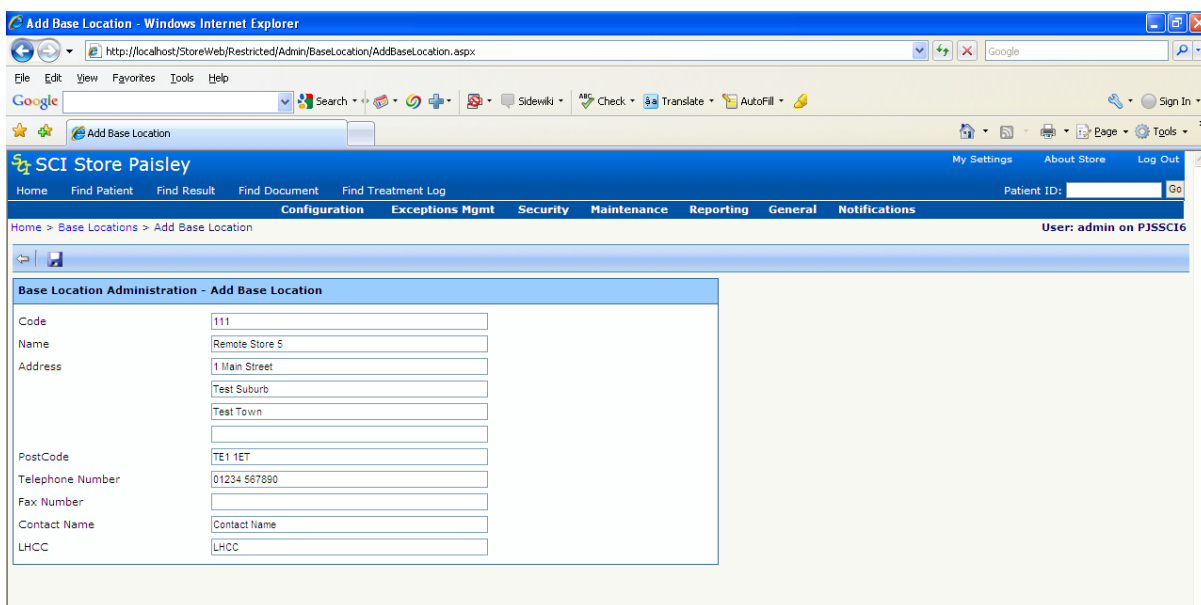 Add Base Location - Windows Internet Explorer
http://localhost/StoreWeb/Restricted/Admin/BaseLocation/AddBaseLocation.aspx Google
File Edit View Favorites Tools Help
Google Search Sidewiki ABC Check aa Translate AutoFill Sign In
Add Base Location Page Tools
SCI SCI Store Paisley My Settings About Store Log Out
Home Find Patient Find Result Find Document Find Treatment Log Patient ID: Go
Configuration Exceptions Mgmt Security Maintenance Reporting General Notifications
Home > Base Locations > Add Base Location User: admin on PJSSCI6
Base Location Administration - Add Base Location
Code 111
Name Remote Store 5
Address 1 Main Street
Test Suburb
Test Town
PostCode TE1 1ET
Telephone Number 01234 567890
Fax Number
Contact Name Contact Name
LHCC LHCC